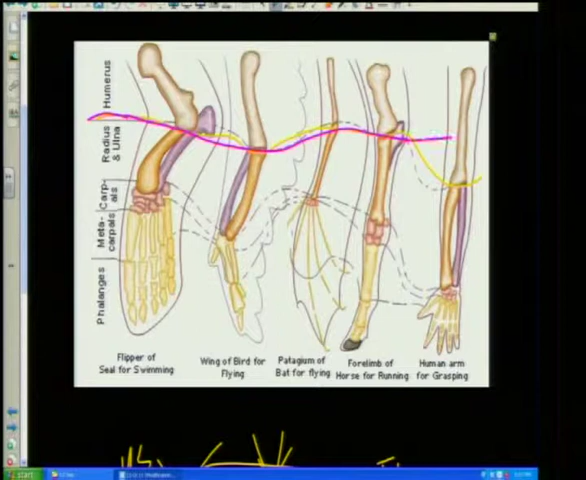 Humerus
Radius
& Ulna
Carp-
als
Meta-
carpals
Phalanges
Flipper of
Seal for Swimming
Wing of Bird for
Flying
Patagium of
Bat for flying
Forelimb of
Horse for Running
Human arm
for Grasping
start